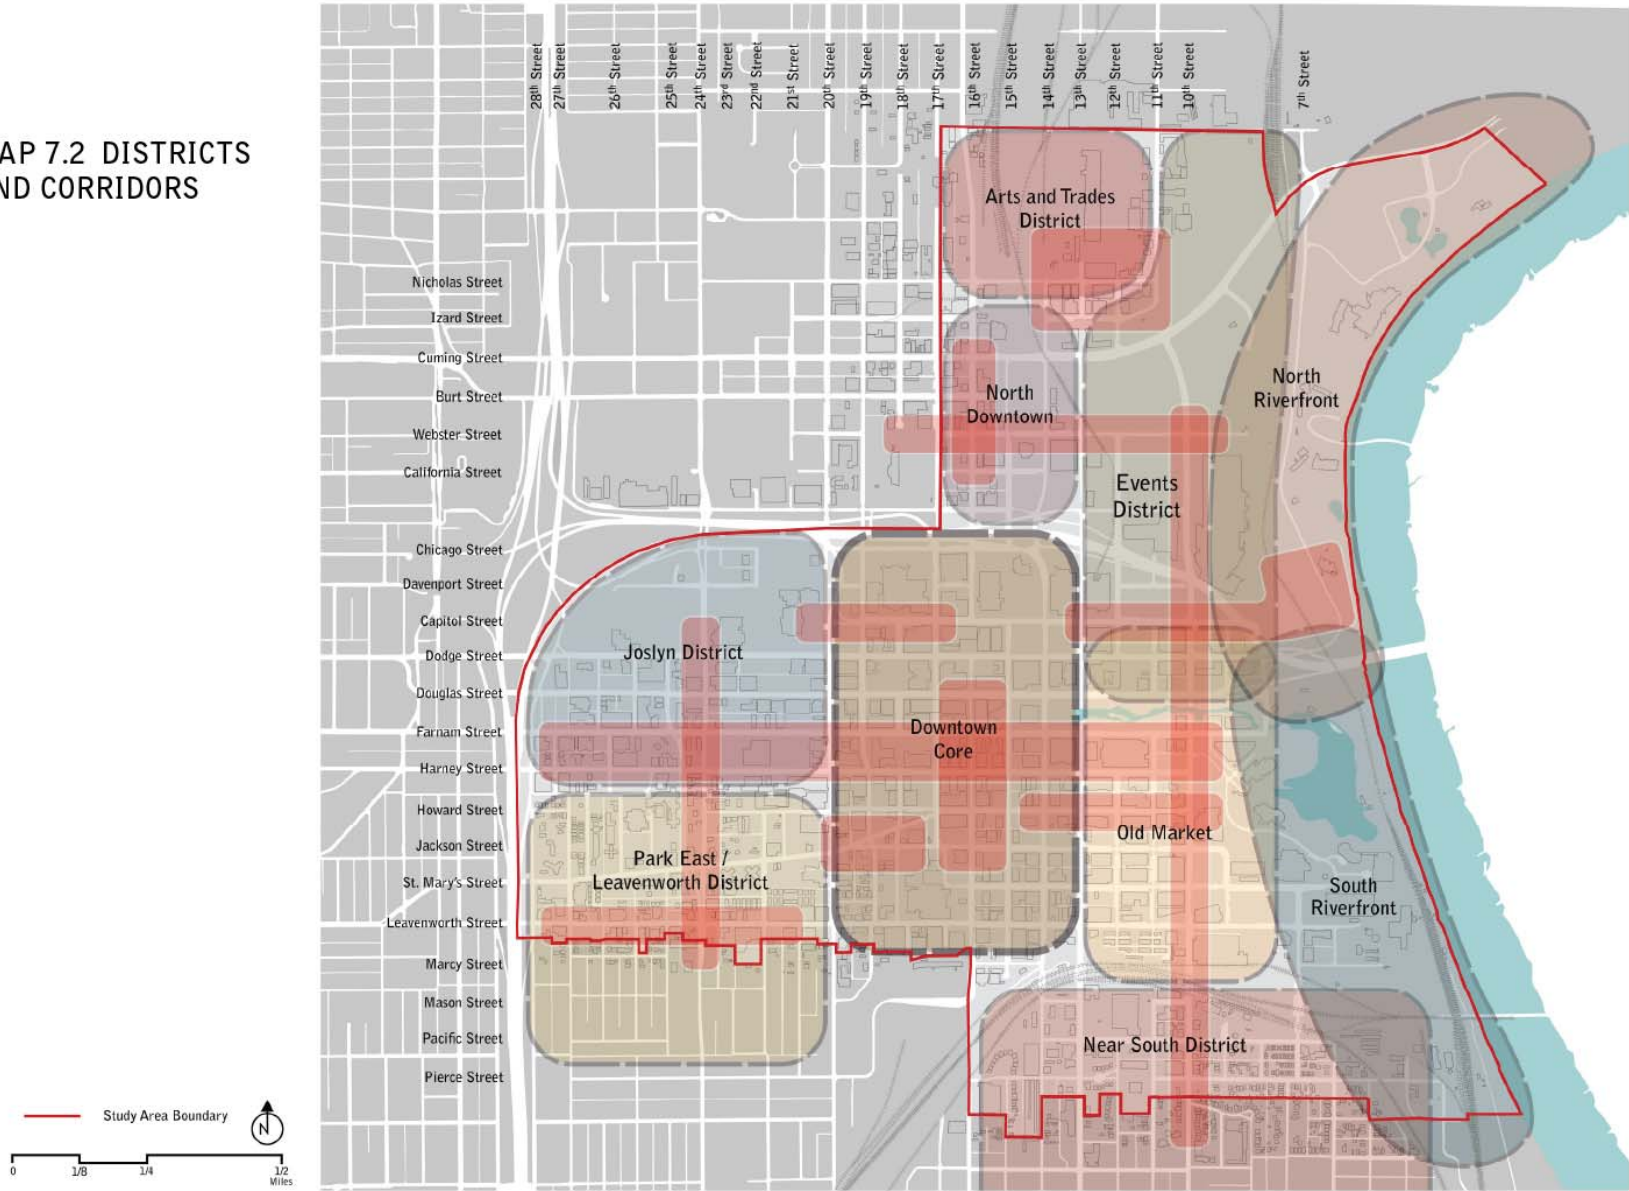 AP 7.2 DISTRICTS
ND CORRIDORS
28th Street
27th Street
26th Street
25th Street
24th Street
23rd Street
22nd Street
21st Street
20th Street
19th Street
18th Street
17th Street
16th Street
15th Street
14th Street
13th Street
12th Street
11th Street
10th Street
7th Street
Nicholas Street
Izard Street
Cuming Street
Burt Street
Webster Street
California Street
Chicago Street
Davenport Street
Capitol Street
Dodge Street
Douglas Street
Farnam Street
Harney Street
Howard Street
Jackson Street
St. Mary's Street
Leavenworth Street
Marcy Street
Mason Street
Pacific Street
Pierce Street
Arts and Trades
District
North
Downtown
North
Riverfront
Events
District
Joslyn District
Downtown
Core
Old Market
Park East /
Leavenworth District
South
Riverfront
Near South District
Study Area Boundary
N
0 1/8 1/4 1/2
Miles